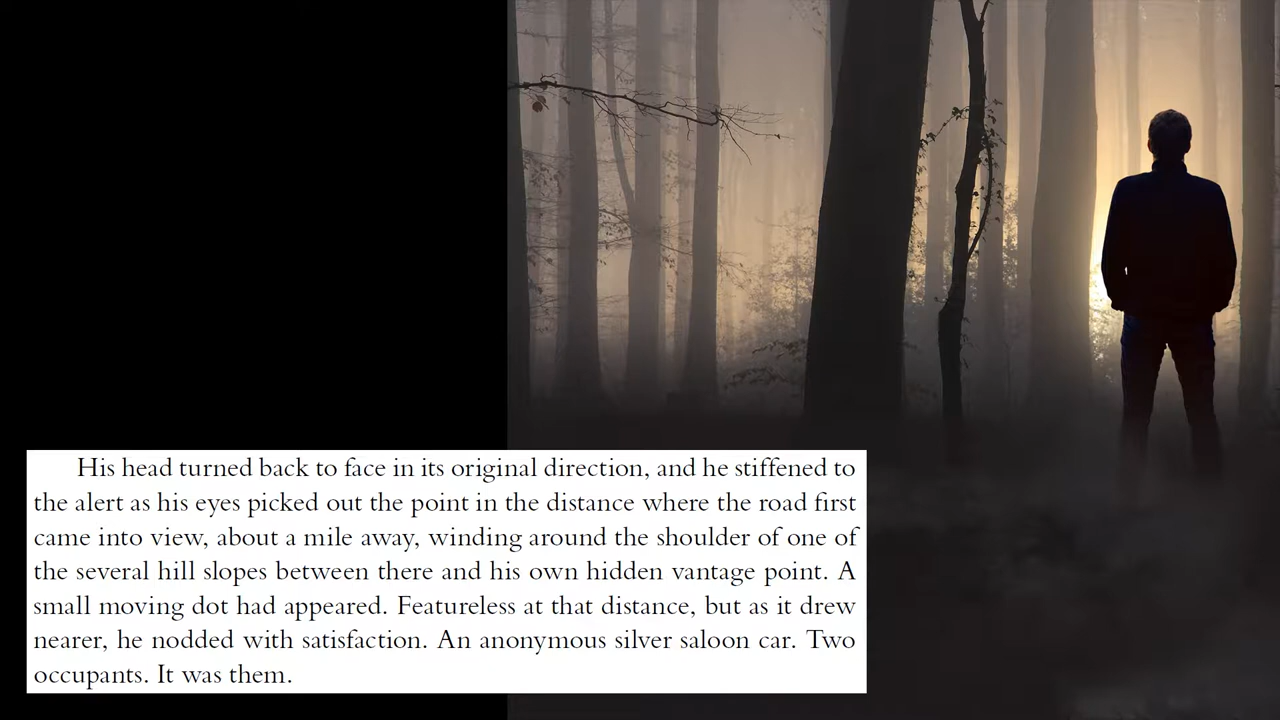 His head turned back to face in its original direction, and he stiffened to
the alert as his eyes picked out the point in the distance where the road first
came into view, about a mile away, winding around the shoulder of one of
the several hill slopes between there and his own hidden vantage point. A
small moving dot had appeared. Featureless at that distance, but as it drew
nearer, he nodded with satisfaction. An anonymous silver saloon car. Two
occupants. It was them.